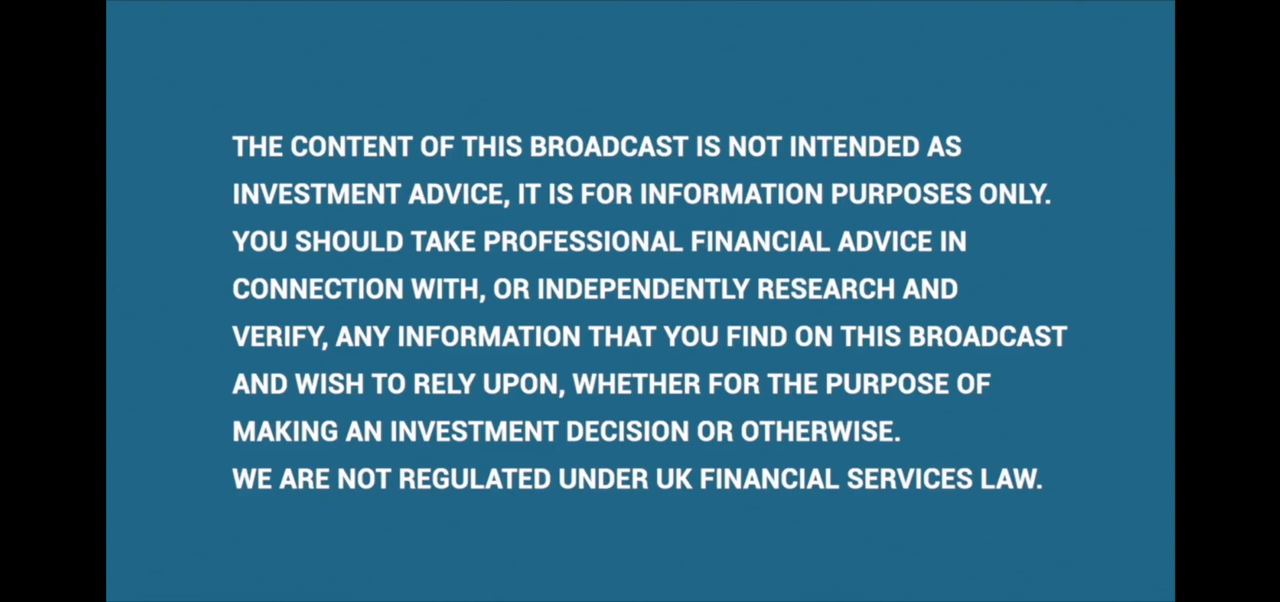 THE CONTENT OF THIS BROADCAST IS NOT INTENDED AS
INVESTMENT ADVICE, IT IS FOR INFORMATION PURPOSES ONLY.
YOU SHOULD TAKE PROFESSIONAL FINANCIAL ADVICE IN
CONNECTION WITH, OR INDEPENDENTLY RESEARCH AND
VERIFY, ANY INFORMATION THAT YOU FIND ON THIS BROADCAST
AND WISH TO RELY UPON, WHETHER FOR THE PURPOSE OF
MAKING AN INVESTMENT DECISION OR OTHERWISE.
WE ARE NOT REGULATED UNDER UK FINANCIAL SERVICES LAW.